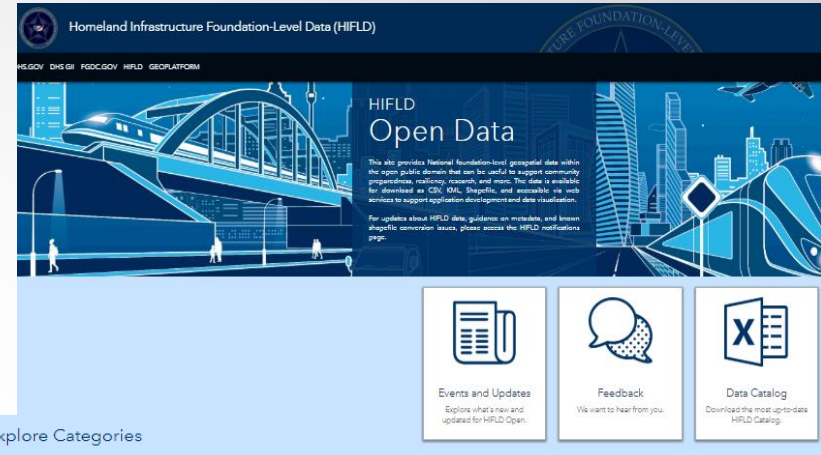 Homeland Infrastructure Foundation-Level Data (HIFLD)
FOUNDATION-LEVEL
HS.GOV DHS GII FGDC.GOV HIFLD GEOPLATFORM
HIFLD
Open Data
This site provides National foundation-level geospatial data within
the open public domain that can be useful to support community
preparedness, resiliency, research, and more. The data is available
for download as CSV, KML, Shapefile, and accessible via web
services to support application development and data visualization.
For updates about HIFLD data, guidance on metadata, and known
shapefile conversion issues, please access the HIFLD notifications
page.
Events and Updates
Explore what's new and
updated for HIFLD Open.
Feedback
We want to hear from you.
X
Data Catalog
Download the most up-to-date
HIFLD Catalog.
xplore Categories